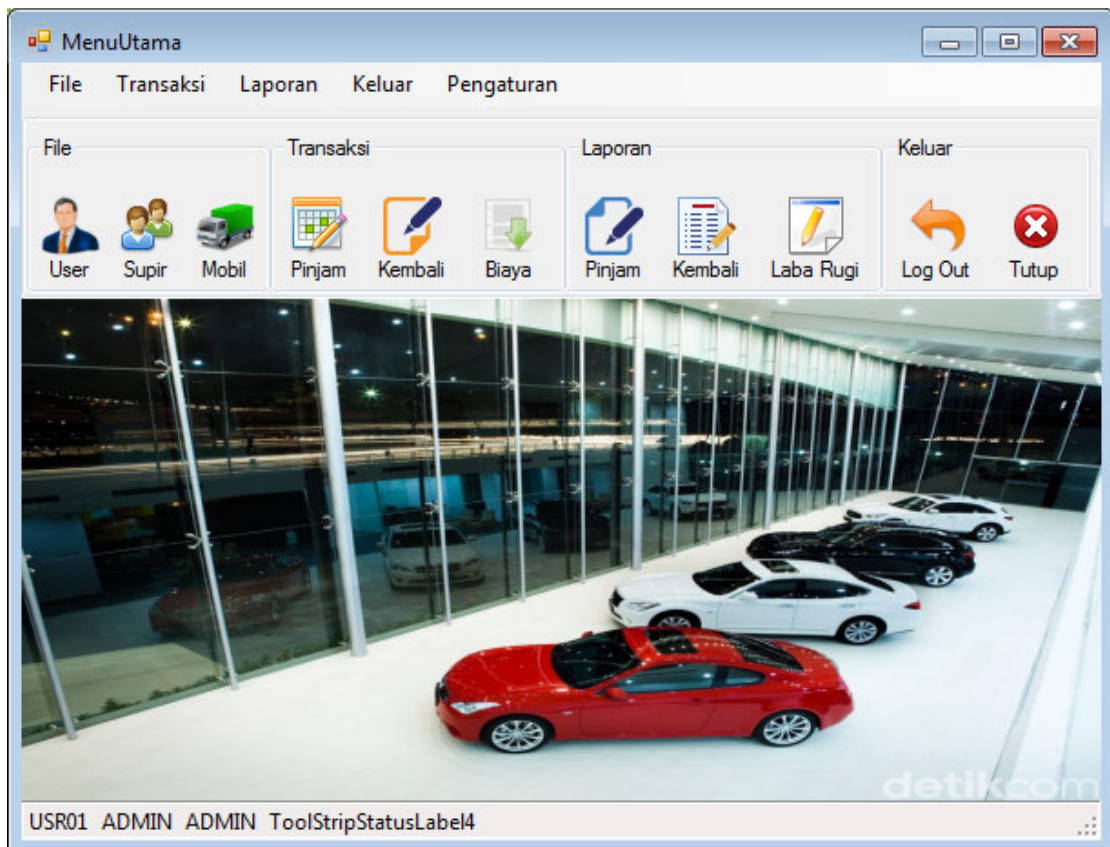 MenuUtama
File Transaksi Laporan Keluar Pengaturan
File Transaksi Laporan Keluar
User Supir Mobil Pinjam Kembali Biaya Pinjam Kembali Laba Rugi Log Out Tutup
detikcom
USR01 ADMIN ADMIN ToolStripStatusLabel4